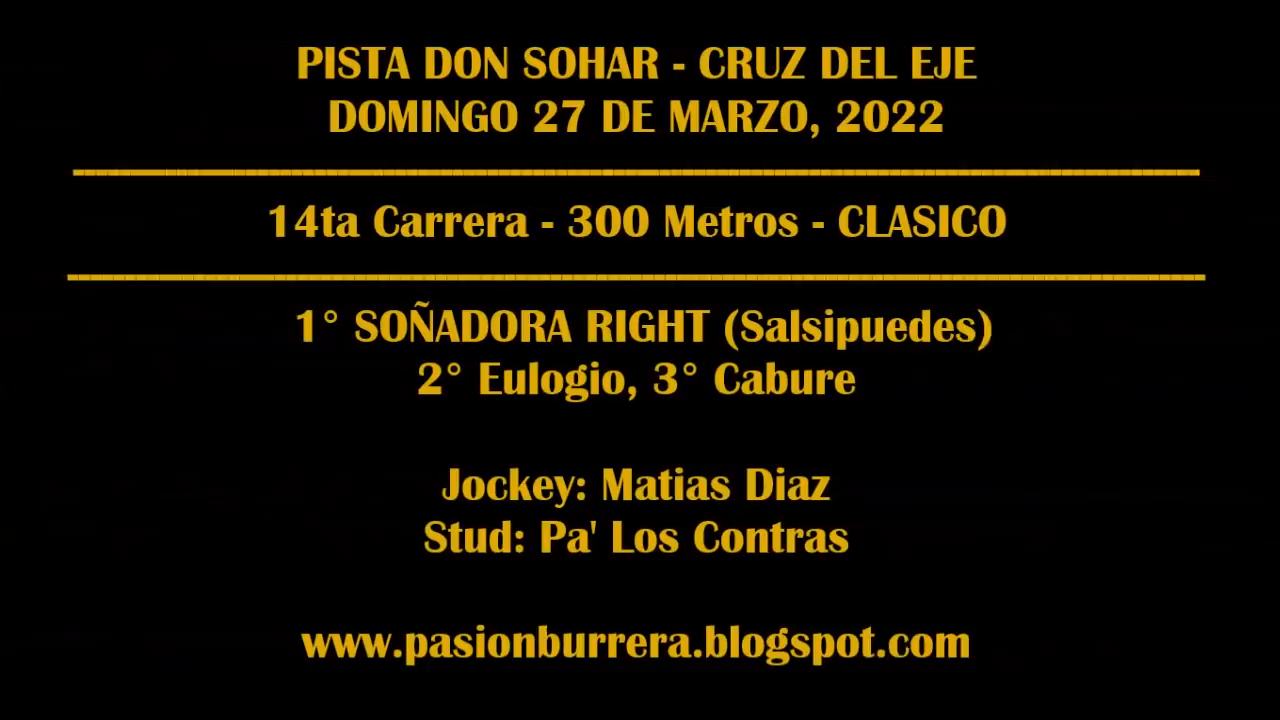 PISTA DON SOHAR - CRUZ DEL EJE
DOMINGO 27 DE MARZO, 2022
14ta Carrera - 300 Metros - CLASICO
1° SOÑADORA RIGHT (Salsipuedes)
2° Eulogio, 3° Cabure
Jockey: Matias Diaz
Stud: Pa' Los Contras
www.pasionburrera.blogspot.com